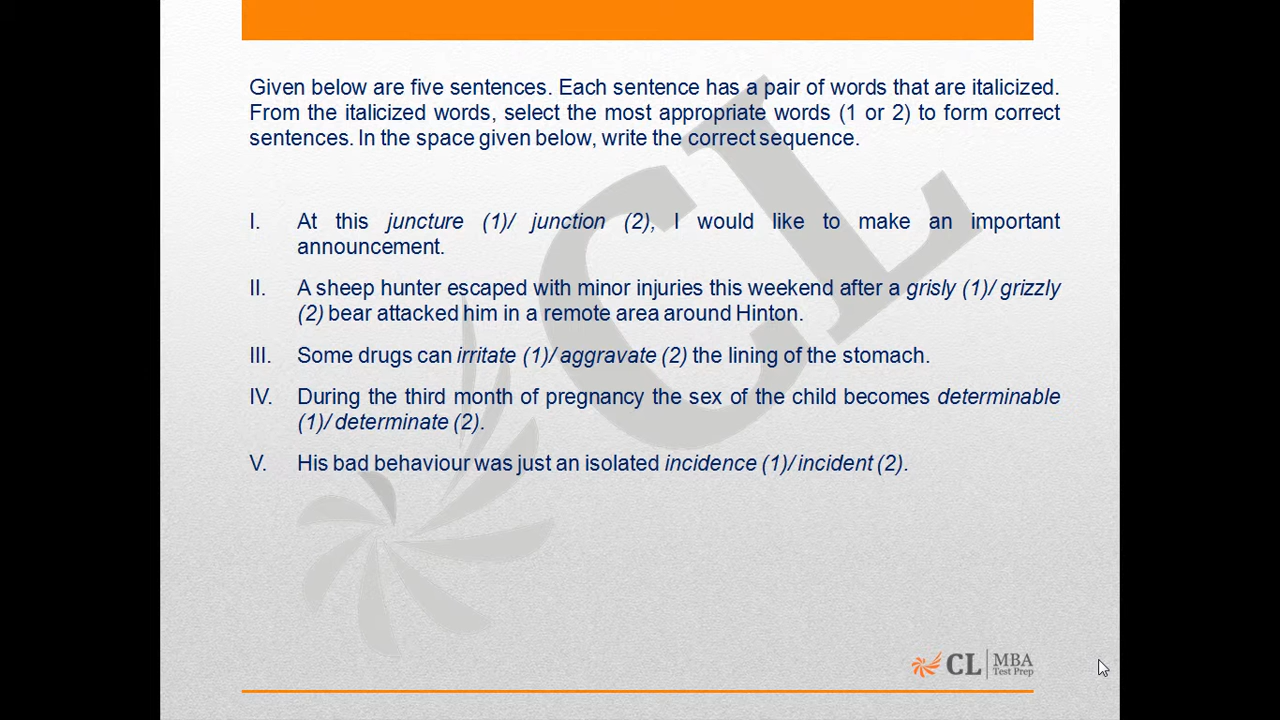 Given below are five sentences. Each sentence has a pair of words that are italicized.
From the italicized words, select the most appropriate words (1 or 2) to form correct
sentences. In the space given below, write the correct sequence.
I. At this juncture (1)/ junction (2), I would like to make an important
announcement.
II. A sheep hunter escaped with minor injuries this weekend after a grisly (1)/ grizzly
(2) bear attacked him in a remote area around Hinton.
III. Some drugs can irritate (1)/ aggravate (2) the lining of the stomach.
IV. During the third month of pregnancy the sex of the child becomes determinable
(1)/ determinate (2).
V. His bad behaviour was just an isolated incidence (1)/ incident (2).
CL
CL MBA
Test Prep